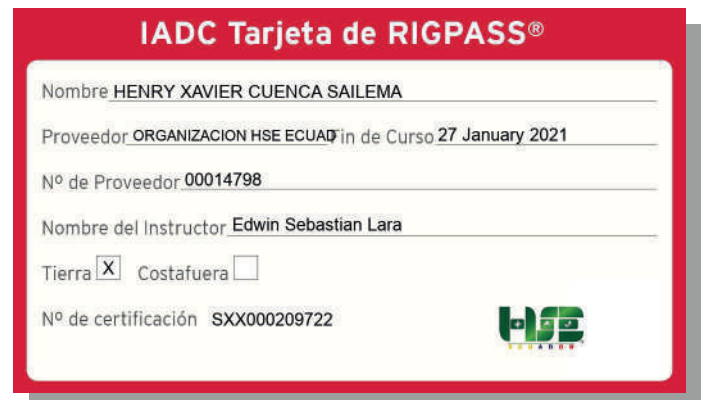 IADC Tarjeta de RIGPASS®
Nombre HENRY XAVIER CUENCA SAILEMA
Proveedor ORGANIZACION HSE ECUAD Fin de Curso 27 January 2021
Nº de Proveedor 00014798
Nombre del Instructor Edwin Sebastian Lara
Tierra X Costafuera
Nº de certificación SXX000209722
HSE
ECUADOR